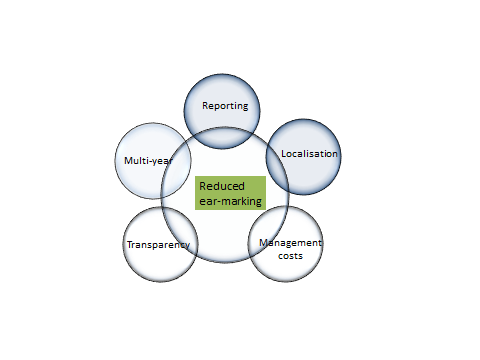 Reporting
Localisation
Multi-year
Reduced
ear-marking
Transparency
Management
costs